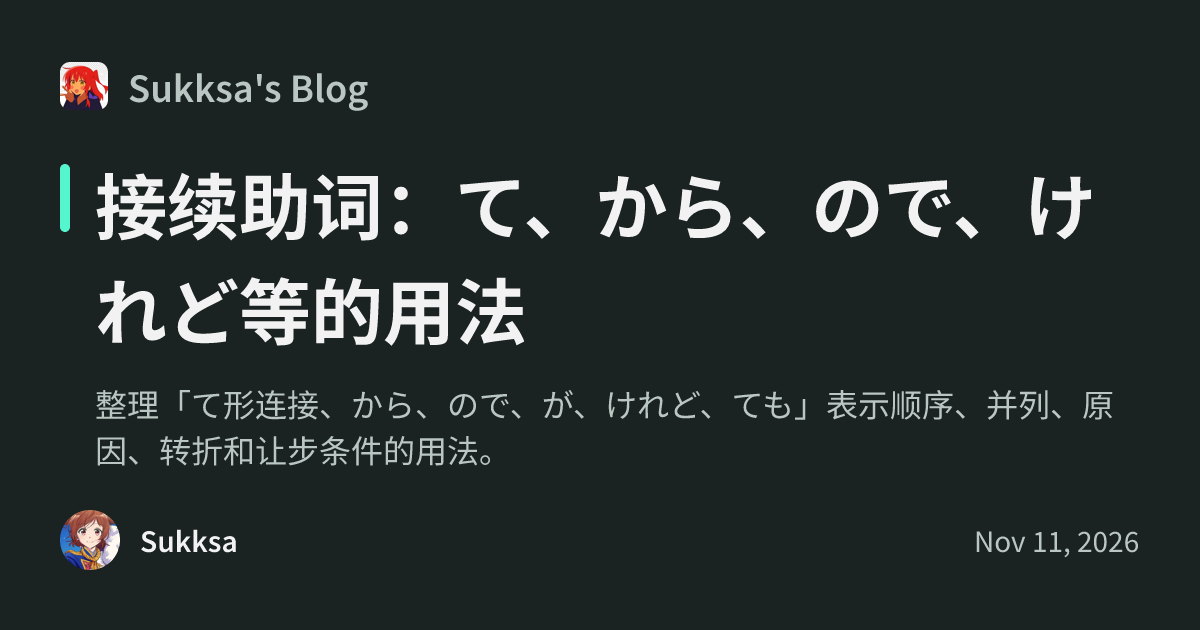 Sukksa's Blog
接续助词：て、から、ので、け
れど等的用法
整理「て形连接、から、ので、が、けれど、ても」表示顺序、并列、原
因、转折和让步条件的用法。
Sukksa
Nov 11, 2026